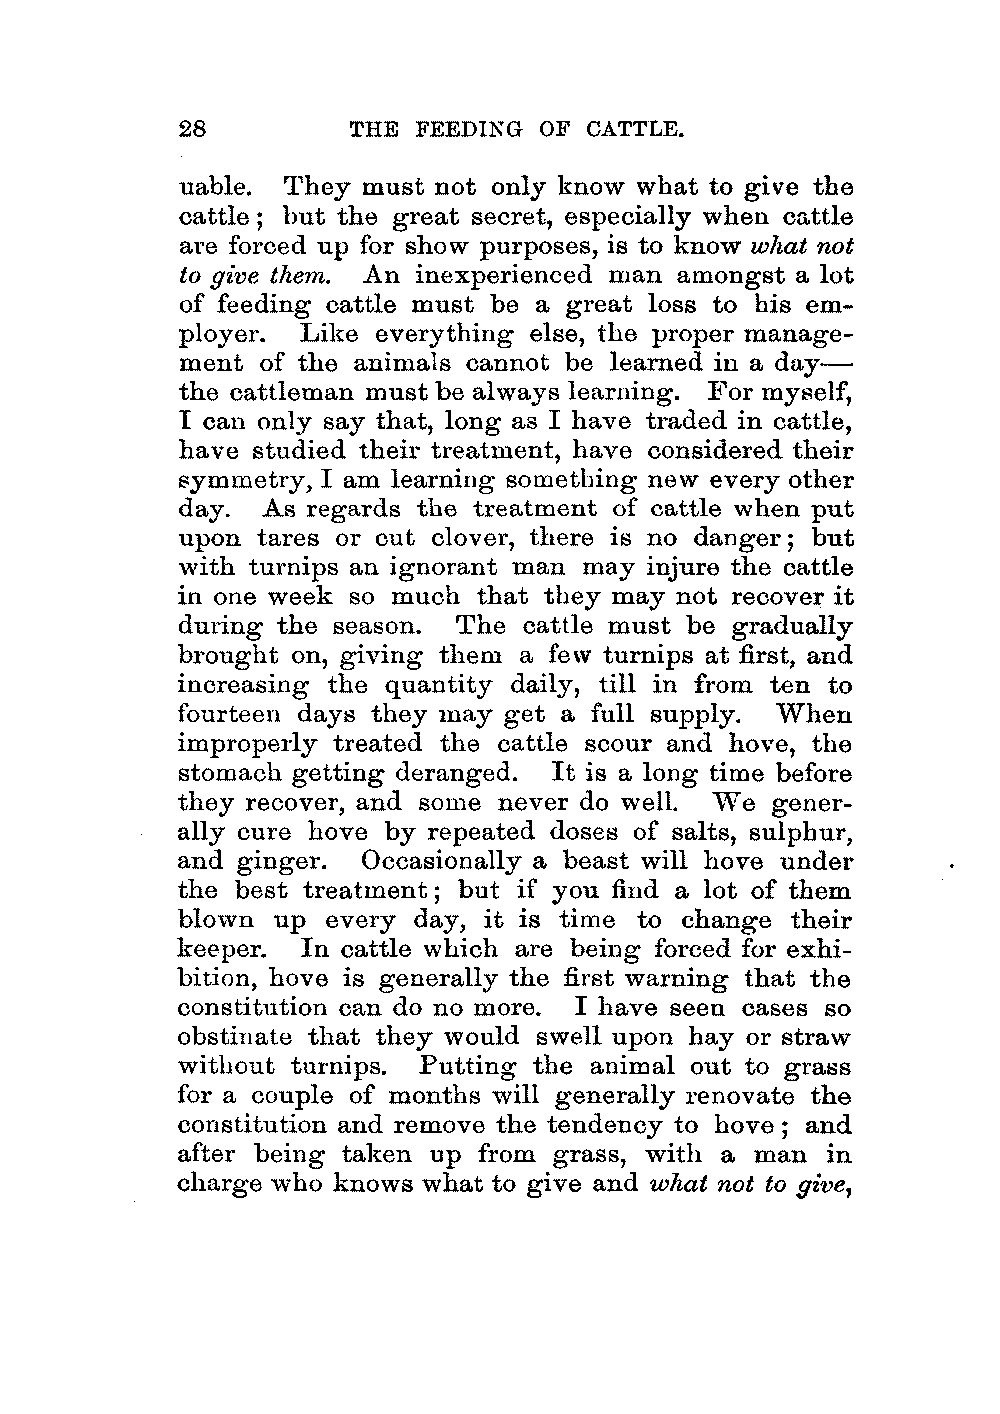 28 THE FEEDING OF CATTLE.
uable. They must not only know what to give the
cattle; but the great secret, especially when cattle
are forced up for show purposes, is to know what not
to give them. An inexperienced man amongst a lot
of feeding cattle must be a great loss to his em-
ployer. Like everything else, the proper manage-
ment of the animals cannot be learned in a day—
the cattleman must be always learning. For myself,
I can only say that, long as I have traded in cattle,
have studied their treatment, have considered their
symmetry, I am learning something new every other
day. As regards the treatment of cattle when put
upon tares or cut clover, there is no danger; but
with turnips an ignorant man may injure the cattle
in one week so much that they may not recover it
during the season. The cattle must be gradually
brought on, giving them a few turnips at first, and
increasing the quantity daily, till in from ten to
fourteen days they may get a full supply. When
improperly treated the cattle scour and hove, the
stomach getting deranged. It is a long time before
they recover, and some never do well. We gener-
ally cure hove by repeated doses of salts, sulphur,
and ginger. Occasionally a beast will hove under
the best treatment; but if you find a lot of them
blown up every day, it is time to change their
keeper. In cattle which are being forced for exhi-
bition, hove is generally the first warning that the
constitution can do no more. I have seen cases so
obstinate that they would swell upon hay or straw
without turnips. Putting the animal out to grass
for a couple of months will generally renovate the
constitution and remove the tendency to hove; and
after being taken up from grass, with a man in
charge who knows what to give and what not to give,